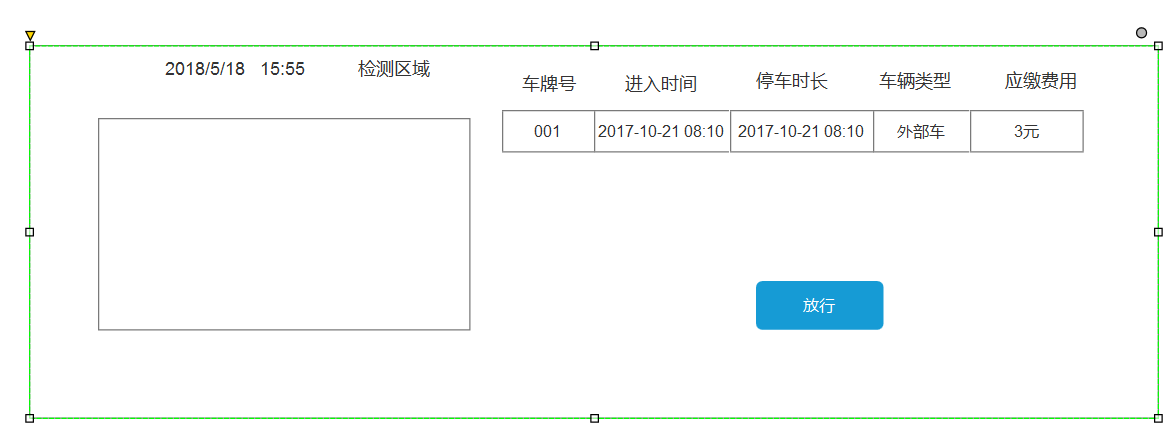 2018/5/18 15:55 检测区域
车牌号 进入时间 停车时长 车辆类型 应缴费用
001 2017-10-21 08:10 2017-10-21 08:10 外部车 3元
放行